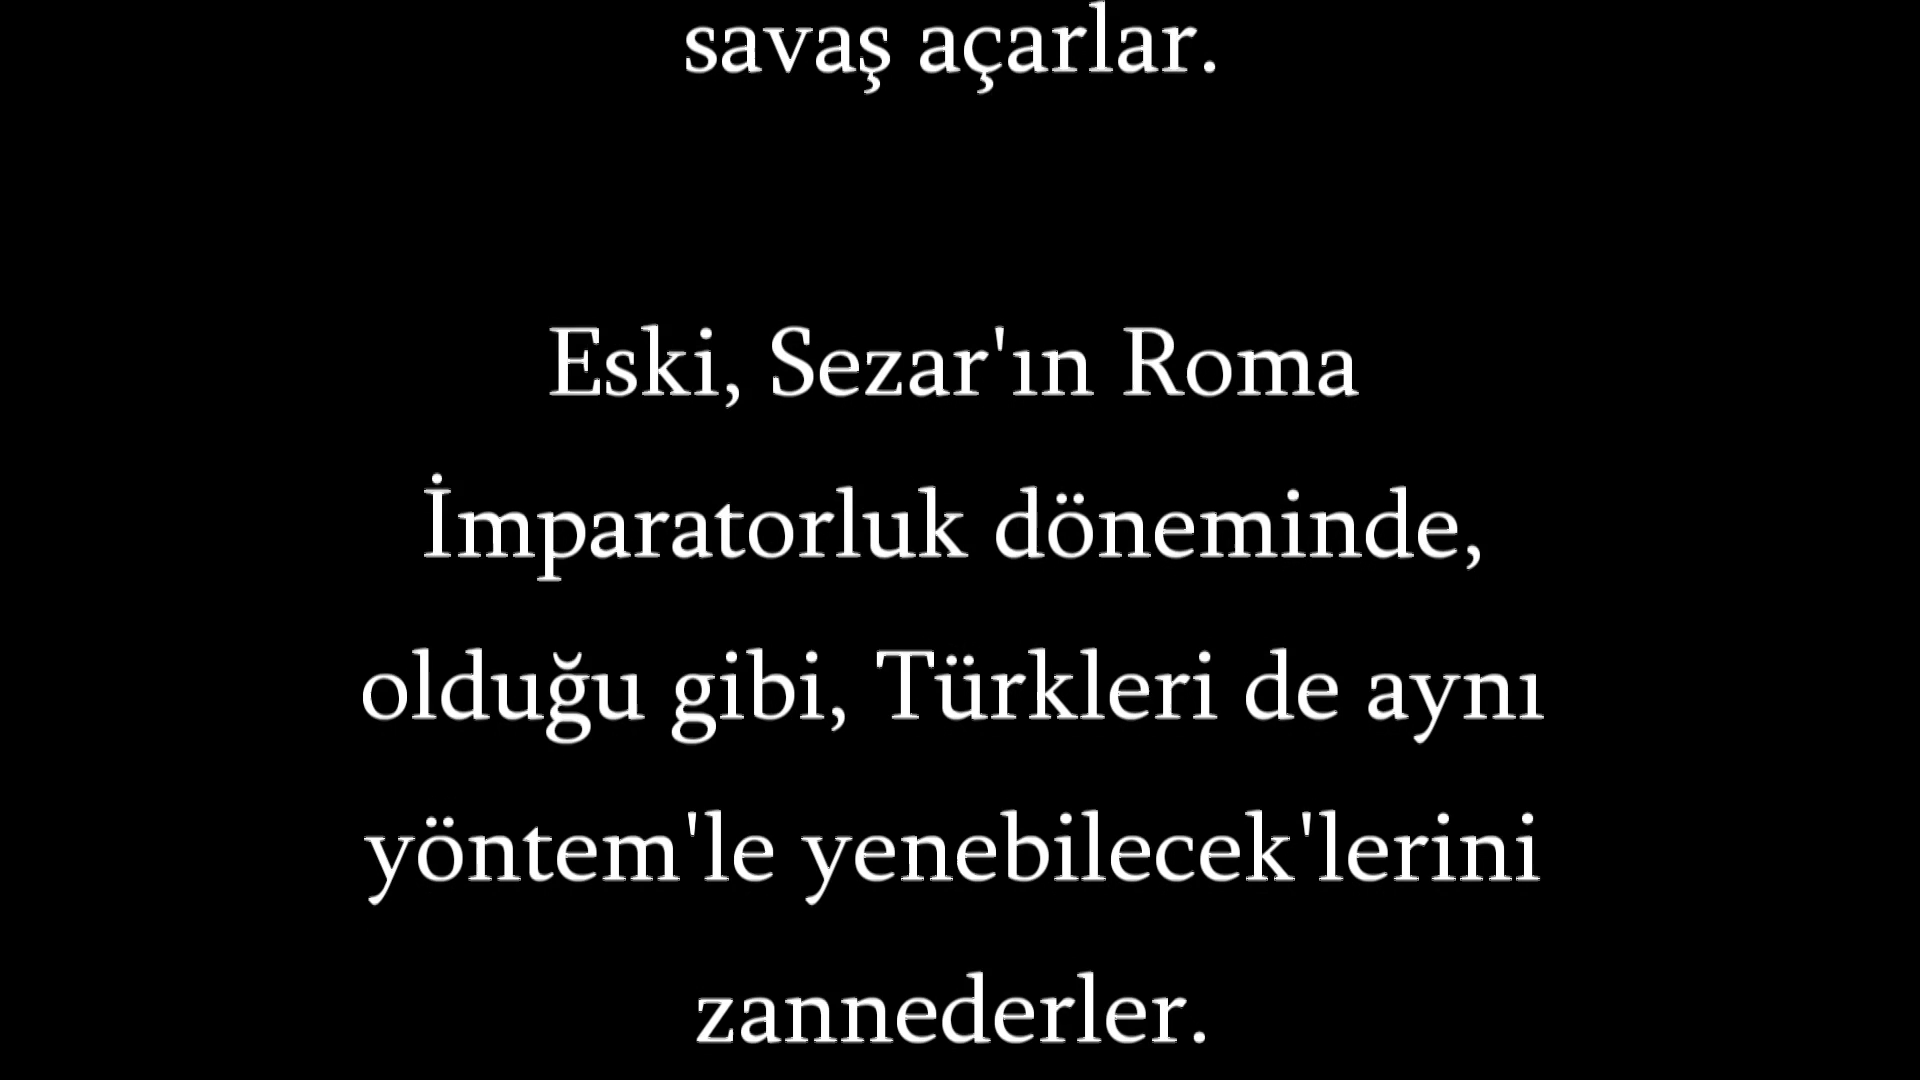 savaş açarlar.
Eski, Sezar'ın Roma
İmparatorluk döneminde,
olduğu gibi, Türkleri de aynı
yöntem'le yenebilecek'lerini
zannederler.